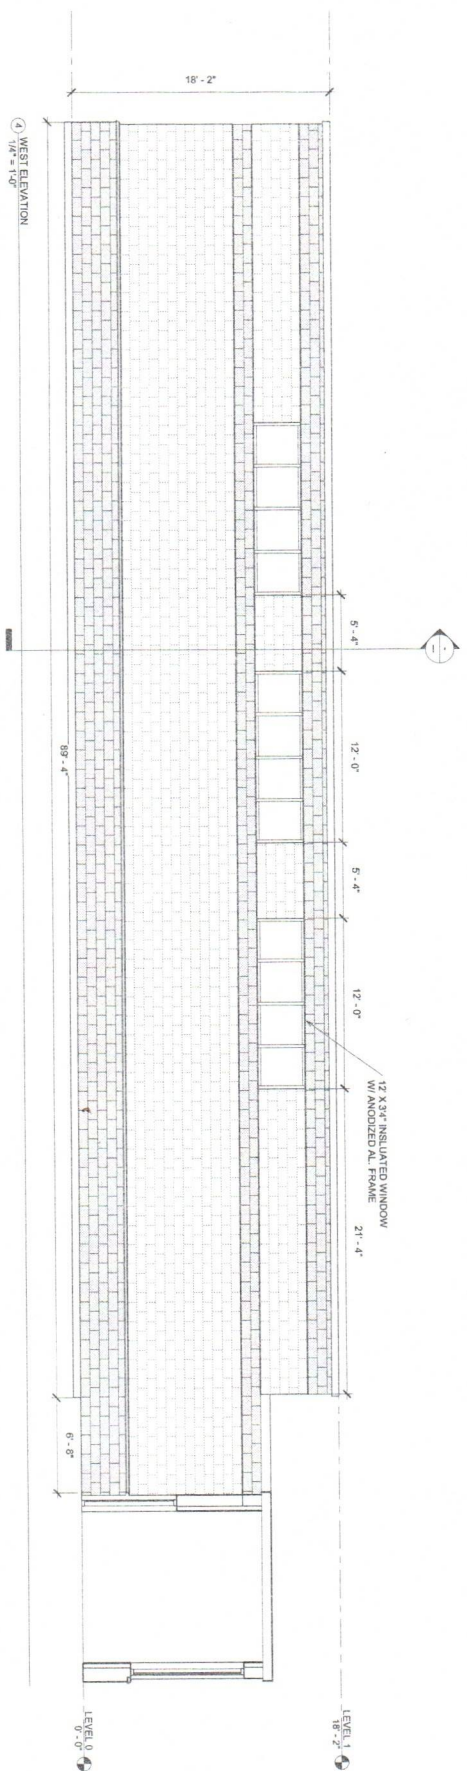 18' - 2"
5' - 4"
12' - 0"
5' - 4"
12' - 0"
21' - 4"
12' X 3'4" INSLUATED WINDOW
W/ ANODIZED AL. FRAME
89' - 4"
6' - 8"
LEVEL 1
18' - 2"
LEVEL 0
0' - 0"
4 WEST ELEVATION
1/4" = 1'-0"